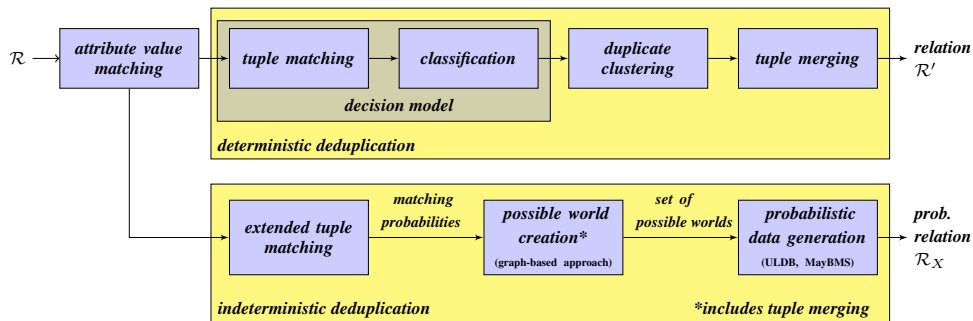 ℛ
attribute value
matching
tuple matching
classification
decision model
duplicate
clustering
tuple merging
relation
ℛ′
deterministic deduplication
extended tuple
matching
matching
probabilities
possible world
creation*
(graph-based approach)
set of
possible worlds
probabilistic
data generation
(ULDB, MayBMS)
prob.
relation
ℛX
indeterministic deduplication
*includes tuple merging